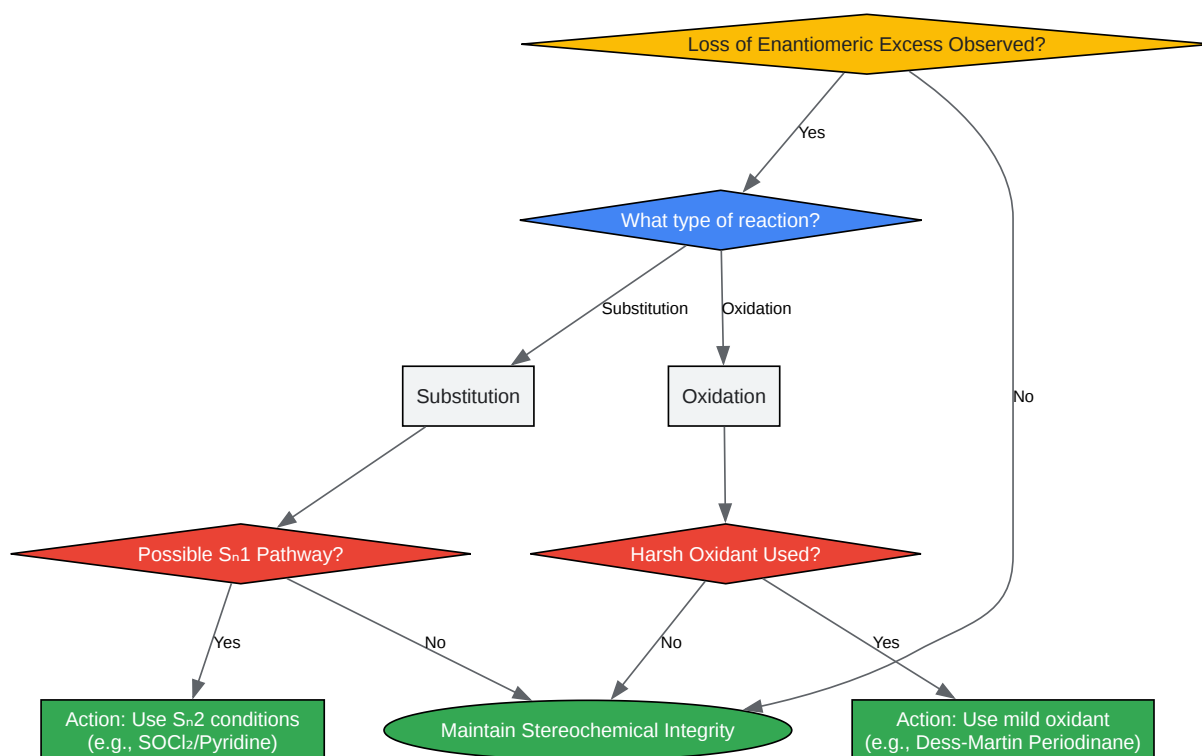 Loss of Enantiomeric Excess Observed?
Yes
What type of reaction?
Substitution
Oxidation
Substitution
Oxidation
No
Possible Sₙ1 Pathway?
Harsh Oxidant Used?
Yes
No
No
Yes
Action: Use Sₙ2 conditions
(e.g., SOCl₂/Pyridine)
Maintain Stereochemical Integrity
Action: Use mild oxidant
(e.g., Dess-Martin Periodinane)